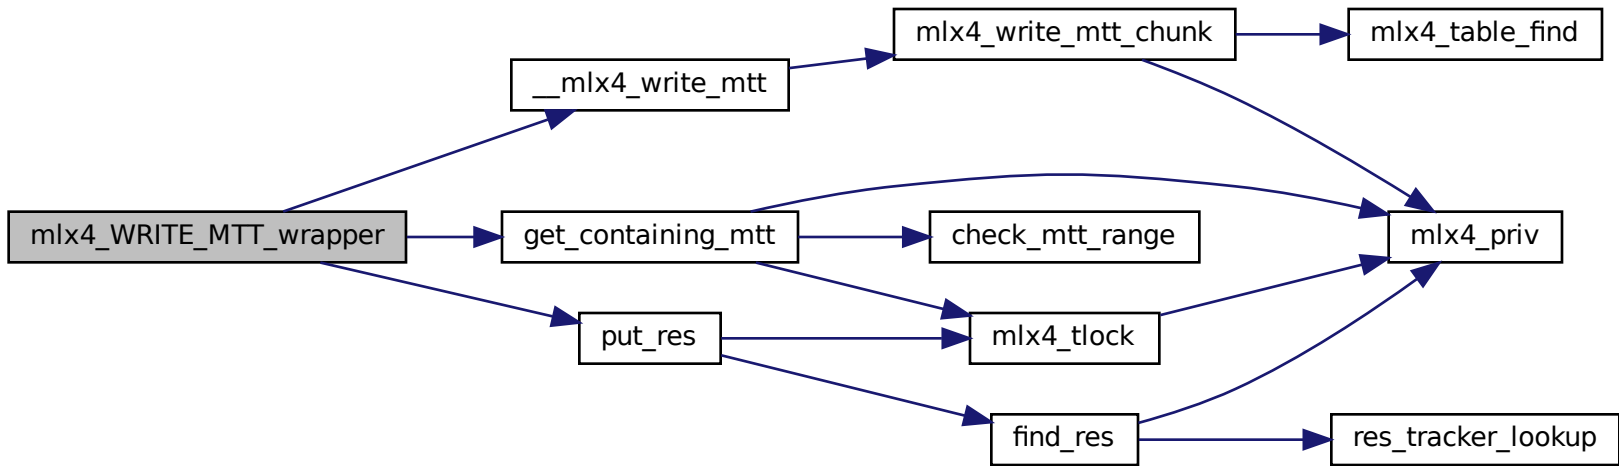 mlx4_write_mtt_chunk
mlx4_table_find
__mlx4_write_mtt
mlx4_WRITE_MTT_wrapper
get_containing_mtt
check_mtt_range
mlx4_priv
put_res
mlx4_tlock
find_res
res_tracker_lookup